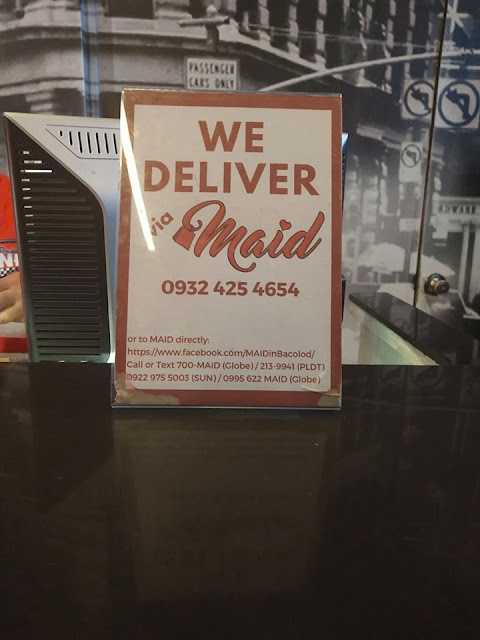 PASSENGER
CARS ONLY
WE
DELIVER
via Maid
0932 425 4654
or to MAID directly:
https://www.facebook.com/MAIDinBacolod/
Call or Text 700-MAID (Globe) / 213-9941 (PLDT)
0922 975 5003 (SUN) / 0995 622 MAID (Globe)